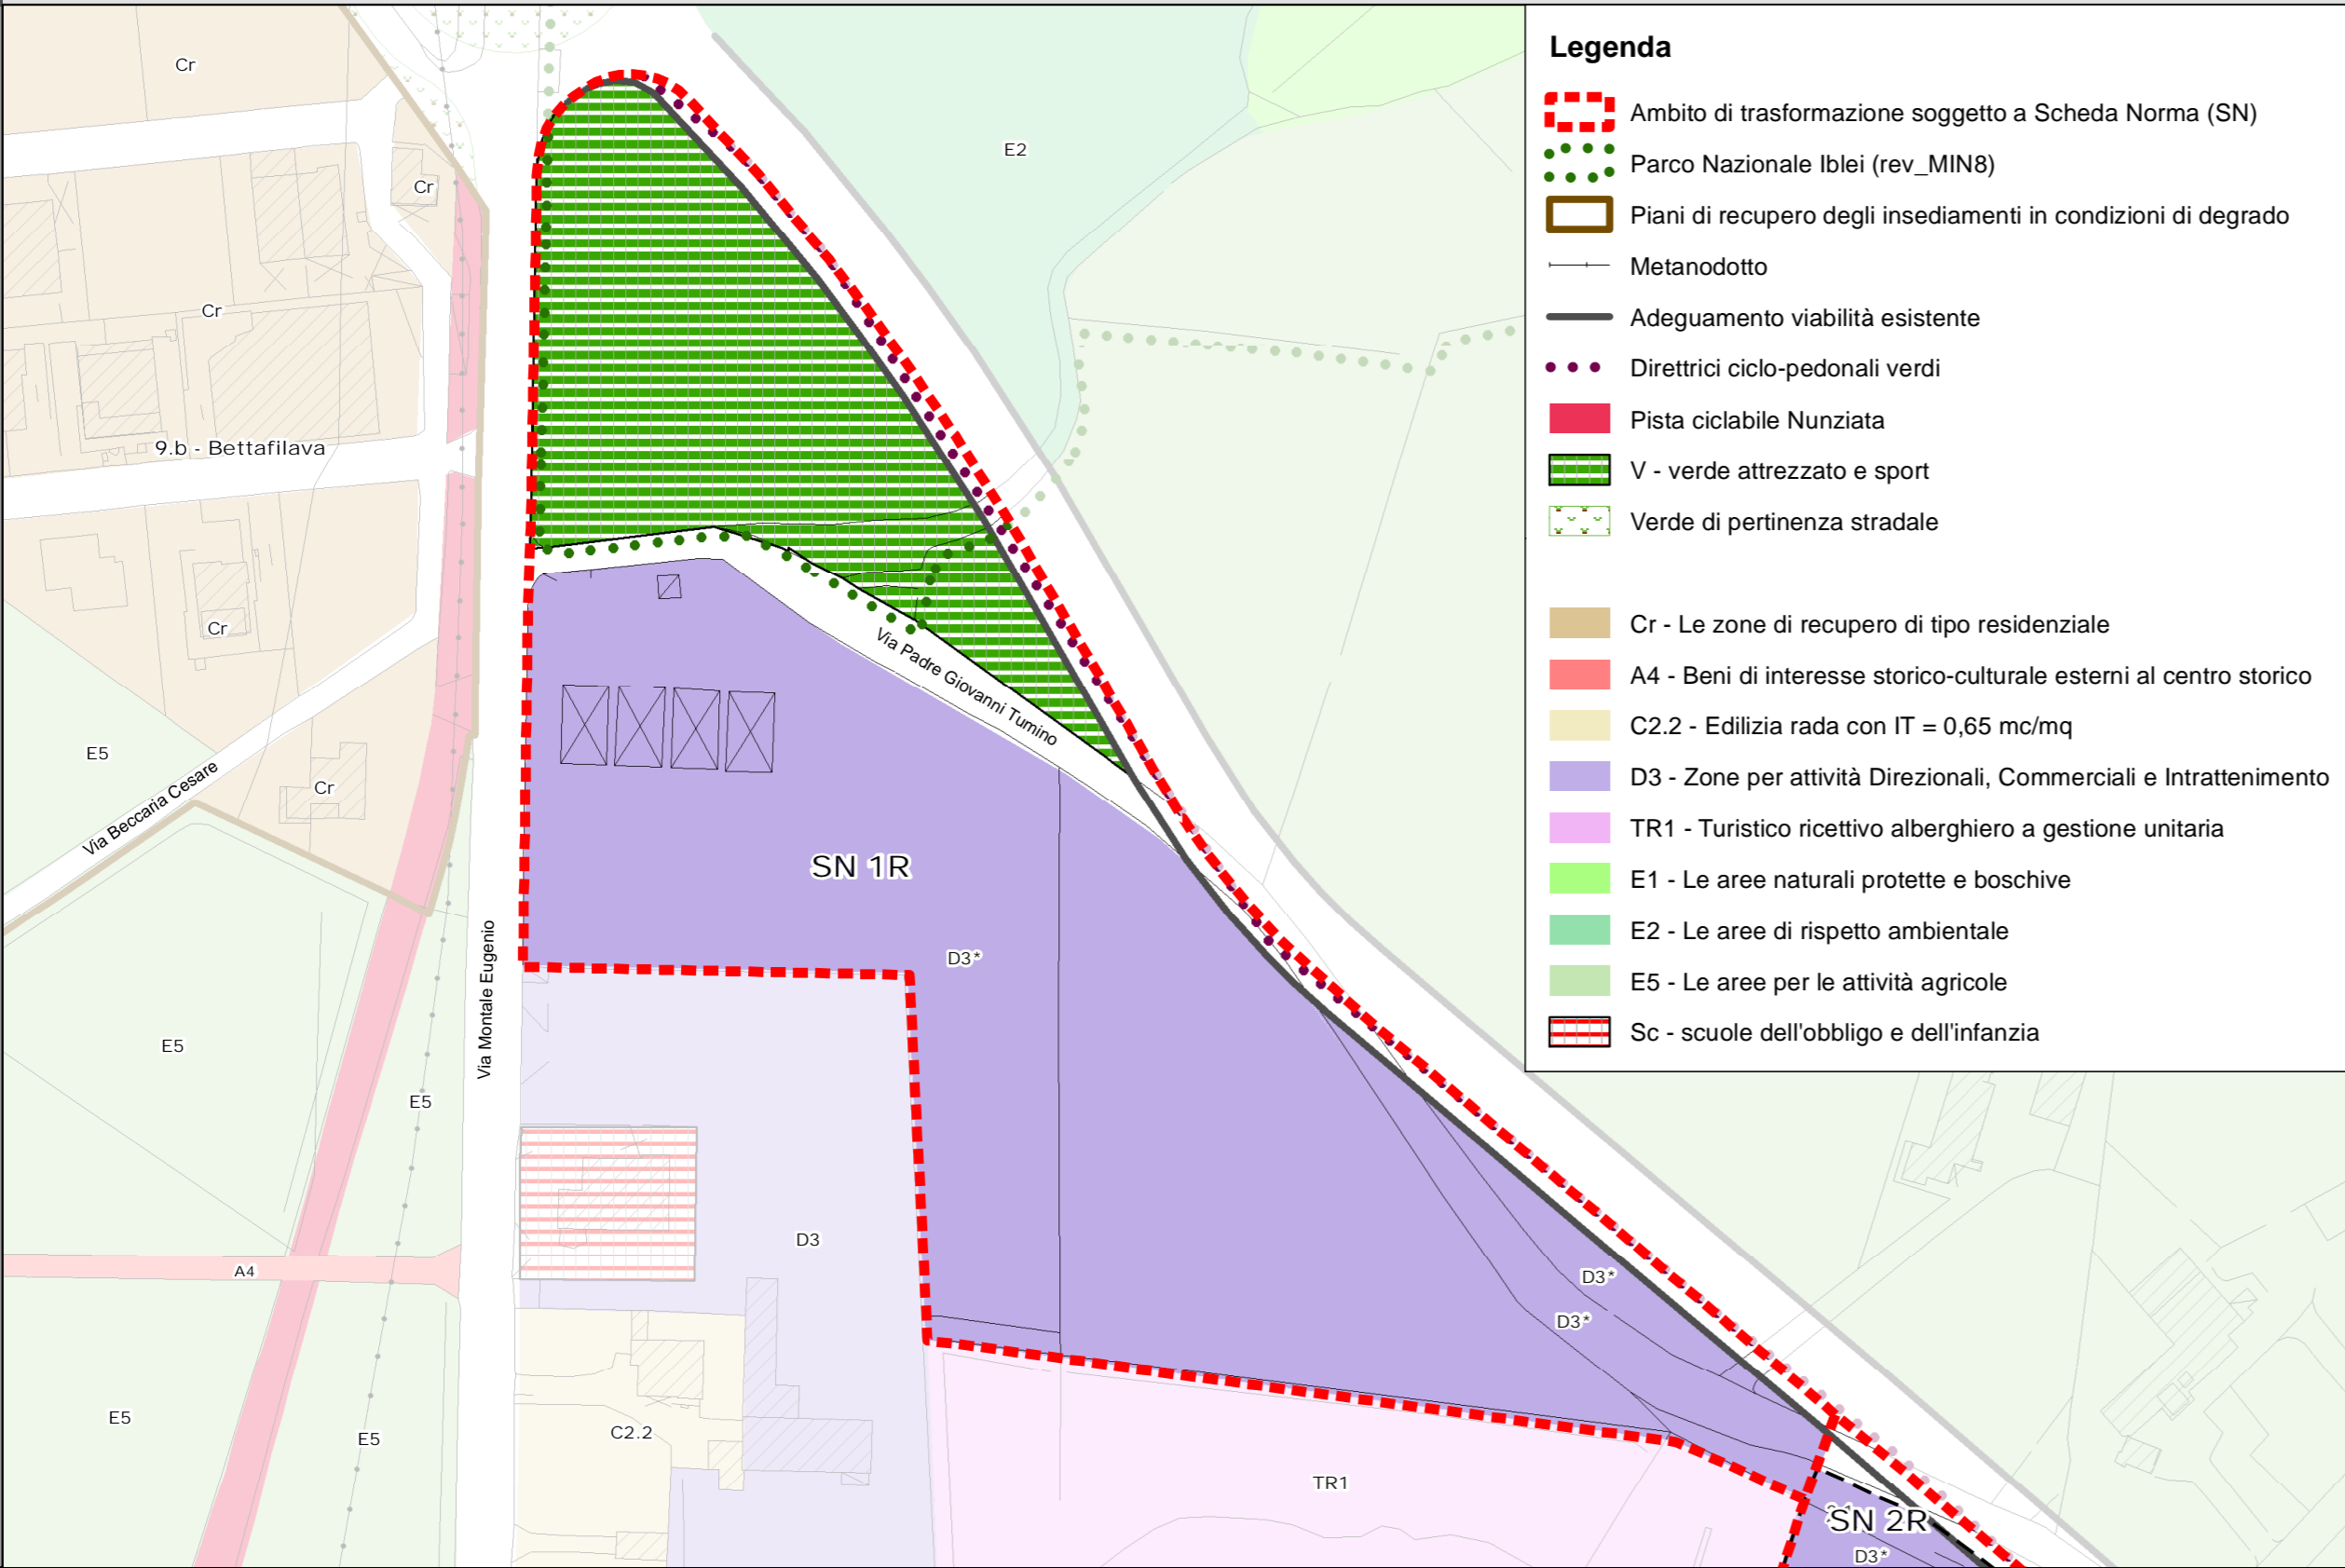 Legenda
Ambito di trasformazione soggetto a Scheda Norma (SN)
Parco Nazionale Iblei (rev_MIN8)
Piani di recupero degli insediamenti in condizioni di degrado
Metanodotto
Adeguamento viabilità esistente
Direttrici ciclo-pedonali verdi
Pista ciclabile Nunziata
V - verde attrezzato e sport
Verde di pertinenza stradale
Cr - Le zone di recupero di tipo residenziale
A4 - Beni di interesse storico-culturale esterni al centro storico
C2.2 - Edilizia rada con IT = 0,65 mc/mq
D3 - Zone per attività Direzionali, Commerciali e Intrattenimento
TR1 - Turistico ricettivo alberghiero a gestione unitaria
E1 - Le aree naturali protette e boschive
E2 - Le aree di rispetto ambientale
E5 - Le aree per le attività agricole
Sc - scuole dell'obbligo e dell'infanzia
Cr
E2
Cr
Cr
9.b - Bettafilava
Cr
Via Padre Giovanni Tumino
E5
Cr
Via Beccaria Cesare
SN 1R
D3*
Via Montale Eugenio
E5
E5
D3
A4
D3*
D3*
E5
C2.2
E5
TR1
SN 2R
D3*